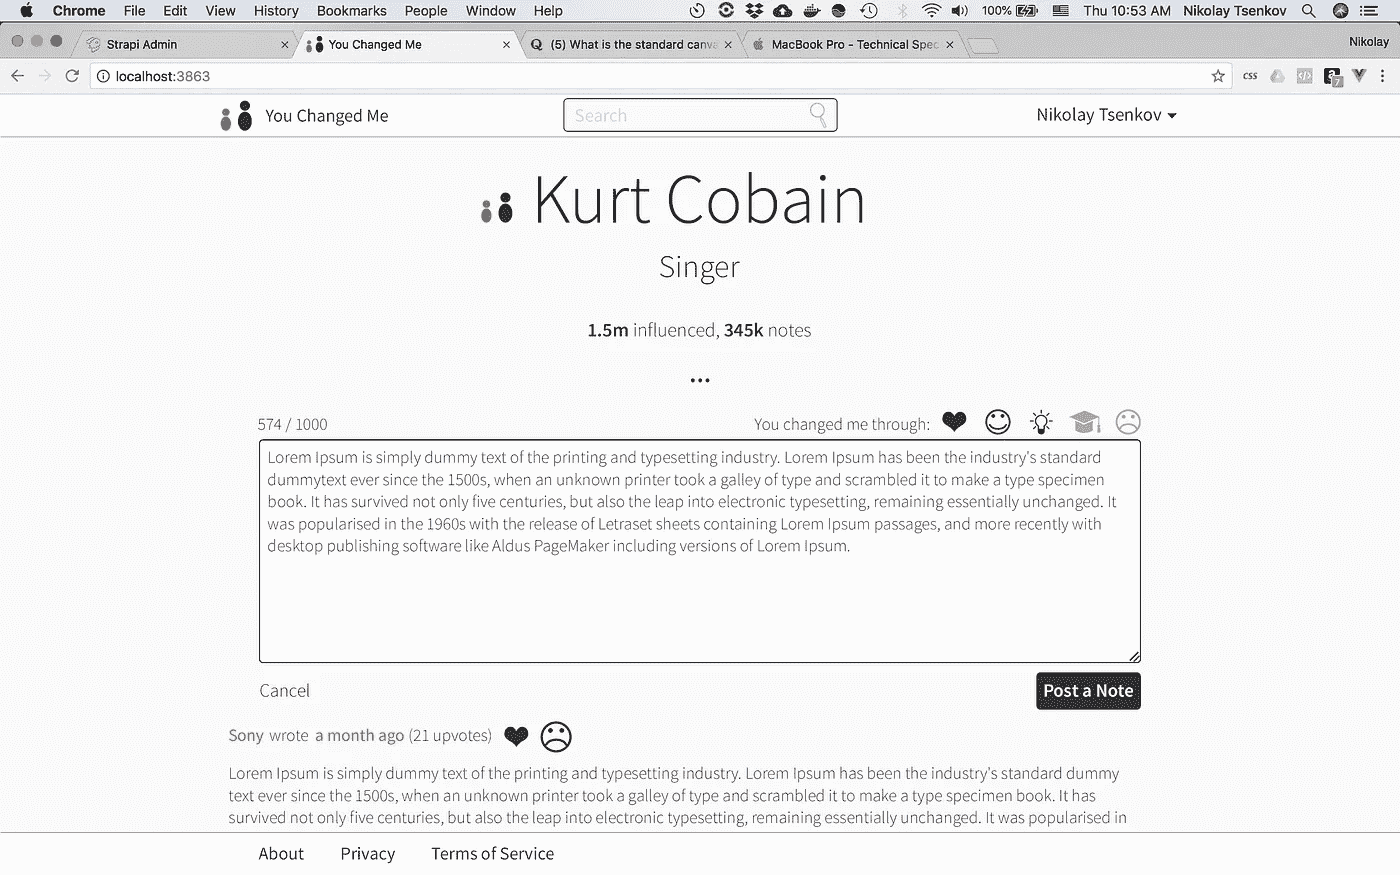 Chrome File Edit View History Bookmarks People Window Help 100% Thu 10:53 AM Nikolay Tsenkov
Strapi Admin You Changed Me (5) What is the standard canva MacBook Pro - Technical Spec Nikolay
localhost:3863 css 7
You Changed Me Search Nikolay Tsenkov
Kurt Cobain
Singer
1.5m influenced, 345k notes
•••
574 / 1000 You changed me through:
Lorem Ipsum is simply dummy text of the printing and typesetting industry. Lorem Ipsum has been the industry's standard
dummytext ever since the 1500s, when an unknown printer took a galley of type and scrambled it to make a type specimen
book. It has survived not only five centuries, but also the leap into electronic typesetting, remaining essentially unchanged. It
was popularised in the 1960s with the release of Letraset sheets containing Lorem Ipsum passages, and more recently with
desktop publishing software like Aldus PageMaker including versions of Lorem Ipsum.
Cancel Post a Note
Sony wrote a month ago (21 upvotes)
Lorem Ipsum is simply dummy text of the printing and typesetting industry. Lorem Ipsum has been the industry's standard dummy
text ever since the 1500s, when an unknown printer took a galley of type and scrambled it to make a type specimen book. It has
survived not only five centuries, but also the leap into electronic typesetting, remaining essentially unchanged. It was popularised in
About Privacy Terms of Service